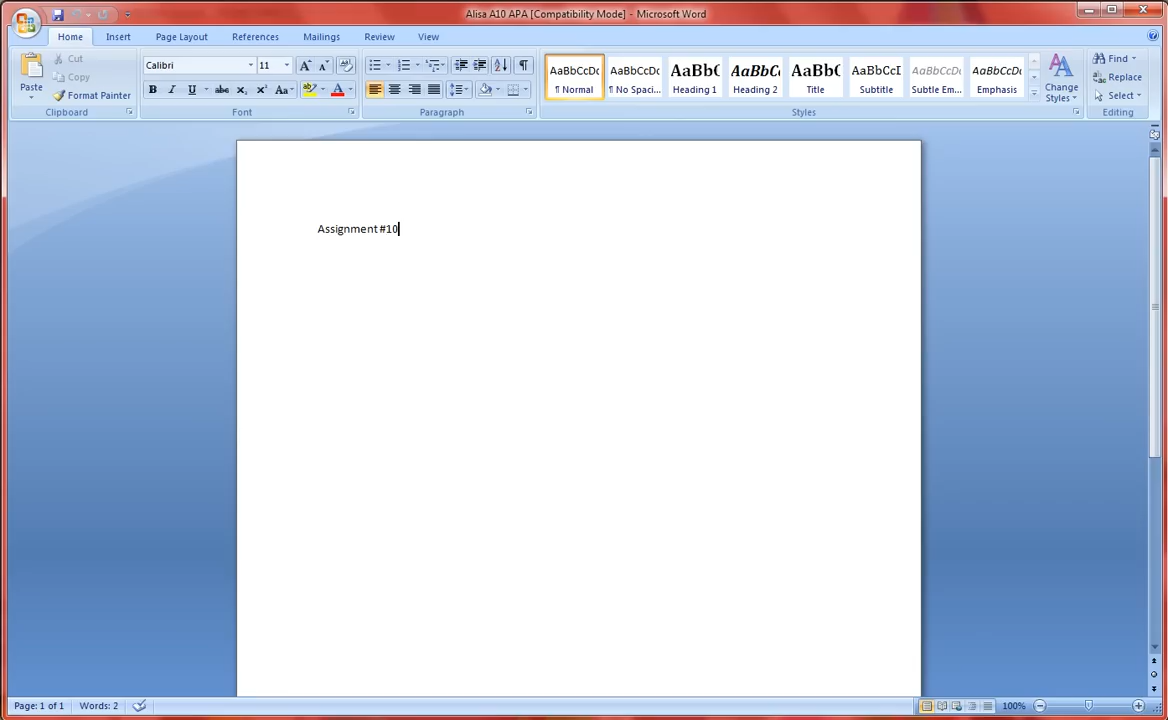 Alisa A10 APA [Compatibility Mode] - Microsoft Word
Home Insert Page Layout References Mailings Review View
Paste
Cut
Copy
Format Painter
Clipboard
Calibri 11
Font
Paragraph
AaBbCcDc AaBbCcDc AaBbC AaBbC AaBb( AaBbCcI AaBbCcDc AaBbCcDc
¶ Normal ¶ No Spaci... Heading 1 Heading 2 Title Subtitle Subtle Em... Emphasis
Styles
Change
Styles
Find
Replace
Select
Editing
Assignment #10
Page: 1 of 1 Words: 2 100%